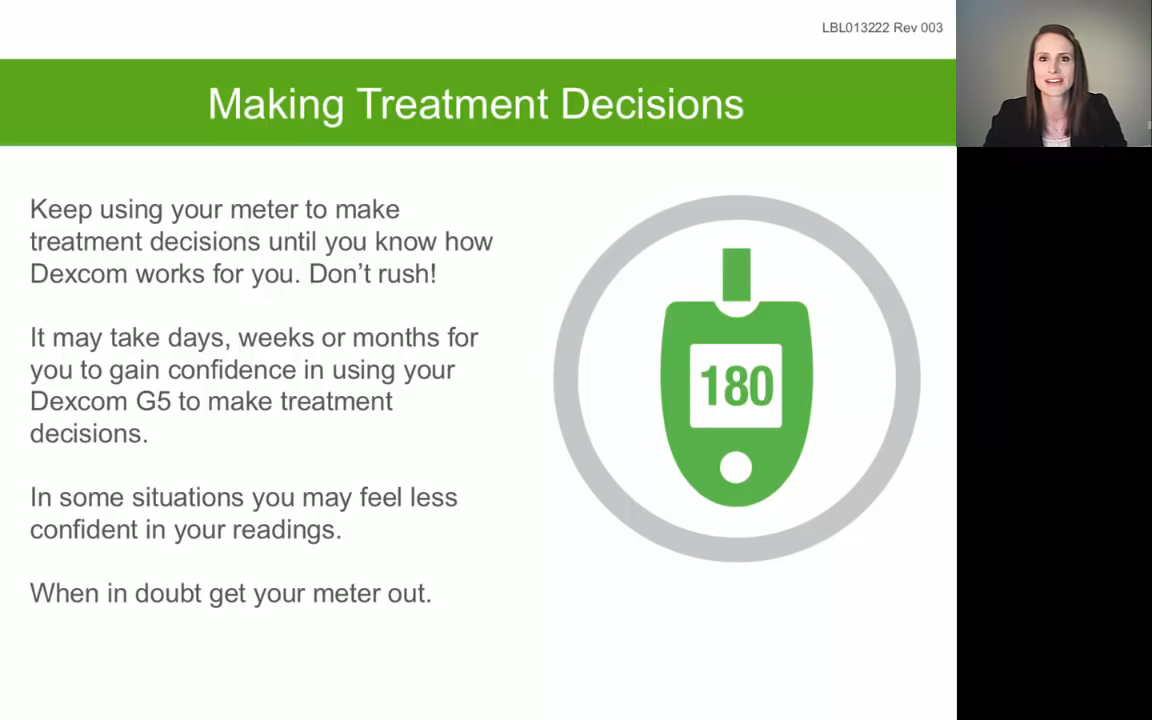 LBL013222 Rev 003
Making Treatment Decisions
Keep using your meter to make
treatment decisions until you know how
Dexcom works for you. Don’t rush!
It may take days, weeks or months for
you to gain confidence in using your
Dexcom G5 to make treatment
decisions.
In some situations you may feel less
confident in your readings.
When in doubt get your meter out.
180